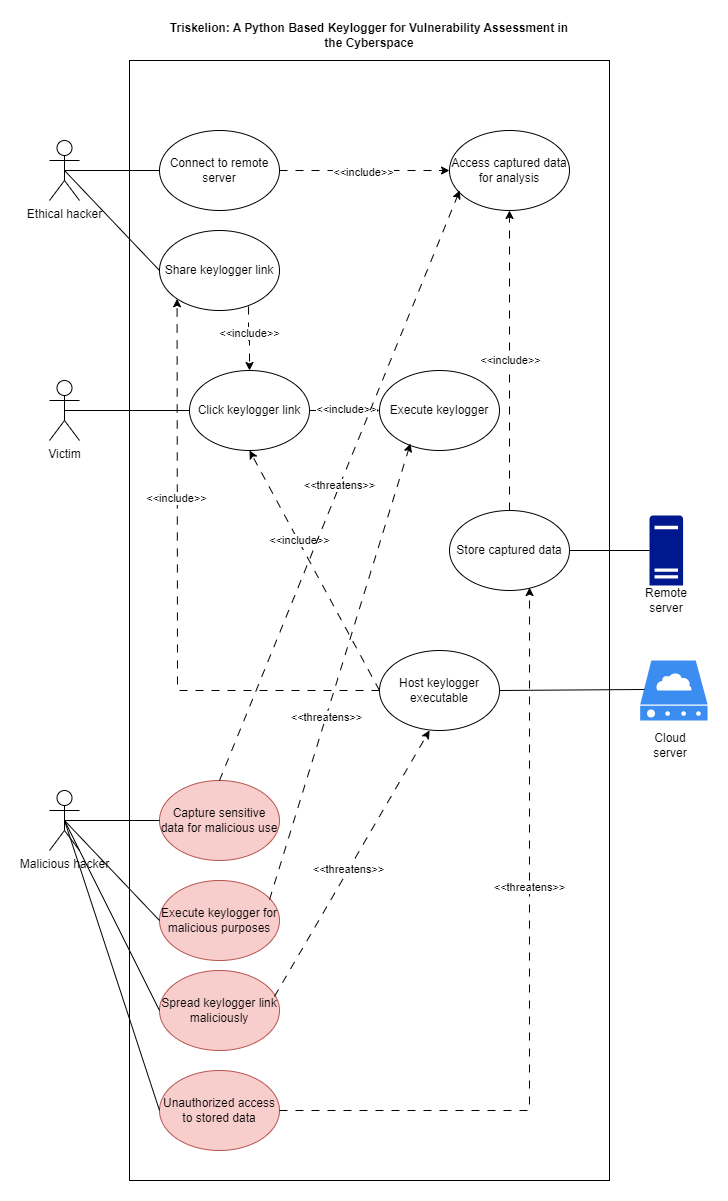 Triskelion: A Python Based Keylogger for Vulnerability Assessment in
the Cyberspace
Connect to remote
server
<<include>>
Access captured data
for analysis
Ethical hacker
Share keylogger link
<<include>>
<<include>>
Click keylogger link
<<include>>
Execute keylogger
Victim
<<threatens>>
<<include>>
<<include>>
Store captured data
Remote
server
Host keylogger
executable
<<threatens>>
Cloud
server
Capture sensitive
data for malicious use
Malicious hacker
<<threatens>>
<<threatens>>
Execute keylogger for
malicious purposes
Spread keylogger link
maliciously
Unauthorized access
to stored data